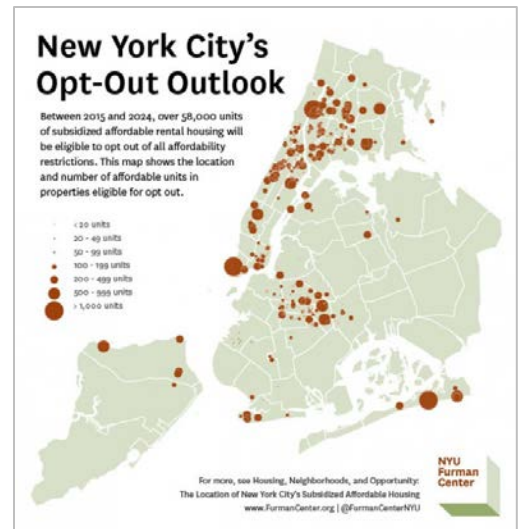 New York City's
Opt-Out Outlook
Between 2015 and 2024, over 58,000 units
of subsidized affordable rental housing will
be eligible to opt out of all affordability
restrictions. This map shows the location
and number of affordable units in
properties eligible for opt out.
< 20 units
20 - 49 units
50 - 99 units
100 - 199 units
200 - 499 units
500 - 999 units
> 1,000 units
NYU
Furman
Center
For more, see Housing, Neighborhoods, and Opportunity:
The Location of New York City's Subsidized Affordable Housing
www.FurmanCenter.org | @FurmanCenterNYU